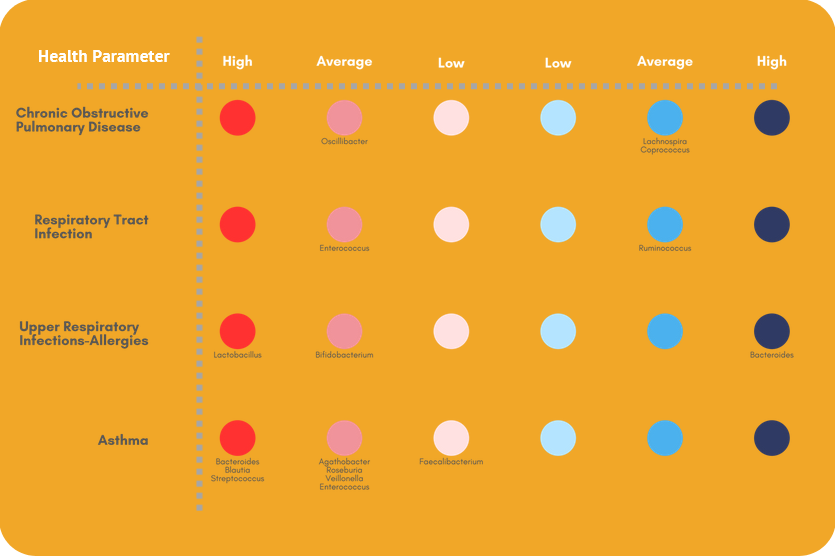 Health Parameter
High
Average
Low
Low
Average
High
Chronic Obstructive
Pulmonary Disease
Oscillibacter
Lachnospira
Coprococcus
Respiratory Tract
Infection
Enterococcus
Ruminococcus
Upper Respiratory
Infections-Allergies
Lactobacillus
Bifidobacterium
Bacteroides
Asthma
Bacteroides
Blautia
Streptococcus
Agathobacter
Roseburia
Veillonella
Enterococcus
Faecalibacterium